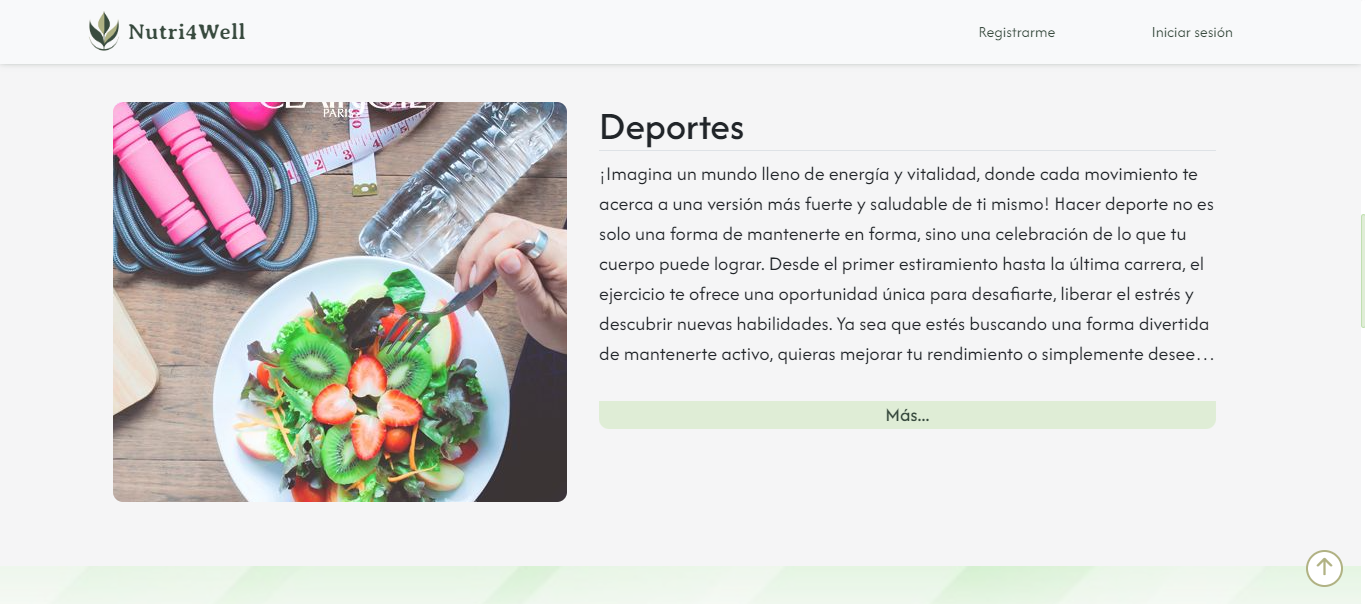 Nutri4Well
Registrarme
Iniciar sesión
PARIS
Deportes
¡Imagina un mundo lleno de energía y vitalidad, donde cada movimiento te
acerca a una versión más fuerte y saludable de ti mismo! Hacer deporte no es
solo una forma de mantenerte en forma, sino una celebración de lo que tu
cuerpo puede lograr. Desde el primer estiramiento hasta la última carrera, el
ejercicio te ofrece una oportunidad única para desafiarte, liberar el estrés y
descubrir nuevas habilidades. Ya sea que estés buscando una forma divertida
de mantenerte activo, quieras mejorar tu rendimiento o simplemente desee…
Más...